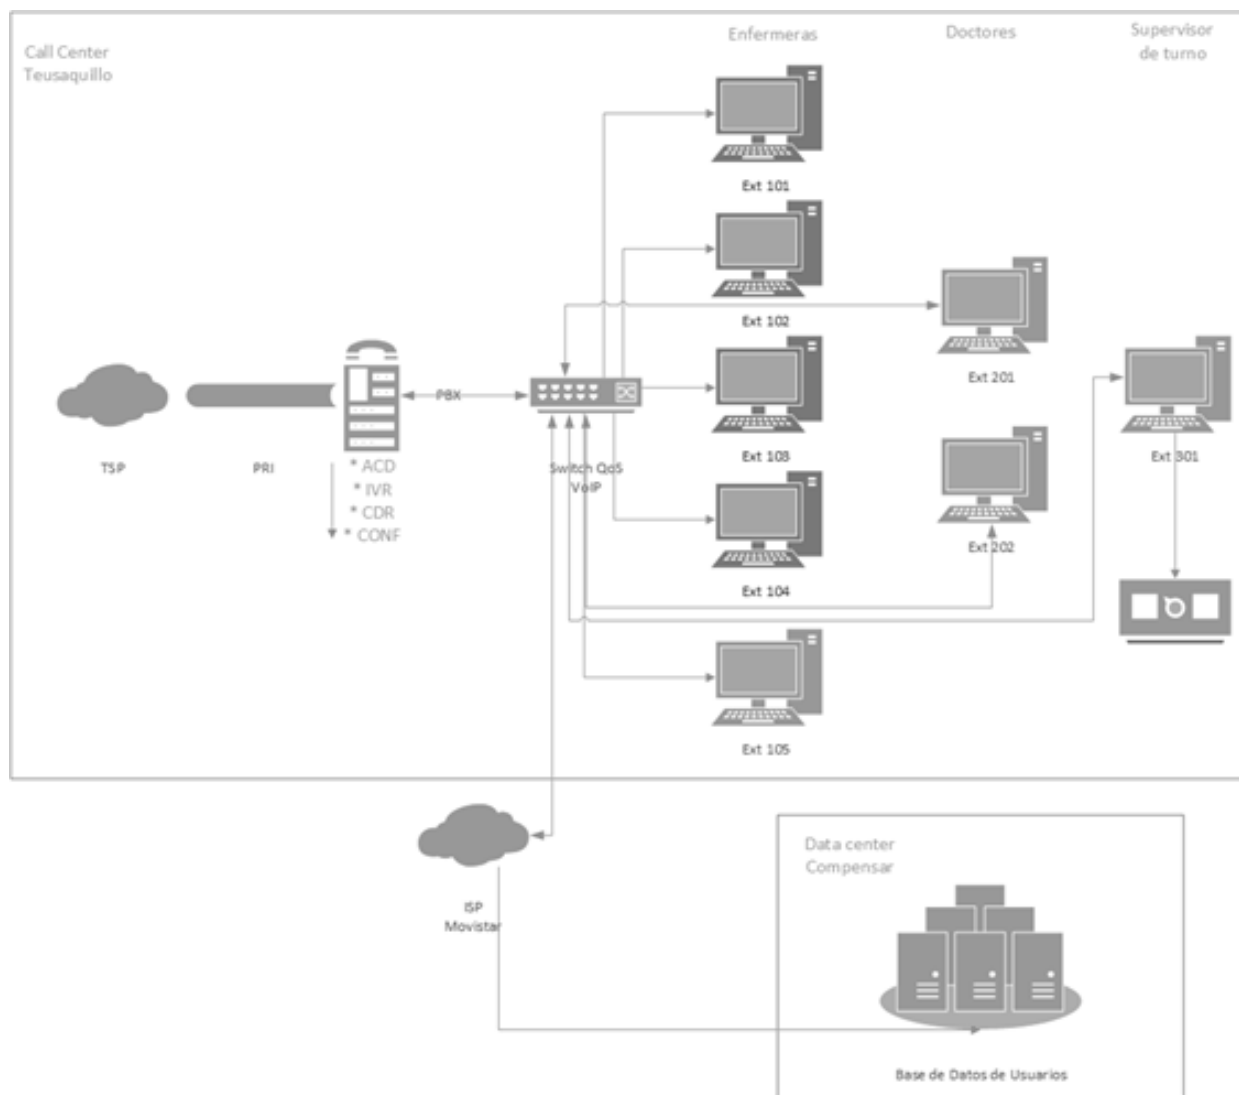 Call Center
Teusaquillo
Enfermeras
Doctores
Supervisor
de turno
Ext 101
Ext 102
Ext 201
PBX
TSP
PRI
* ACD
* IVR
* CDR
* CONF
Switch QoS
VoIP
Ext 103
Ext 301
Ext 202
Ext 104
Ext 105
ISP
Movistar
Data center
Compensar
Base de Datos de Usuarios